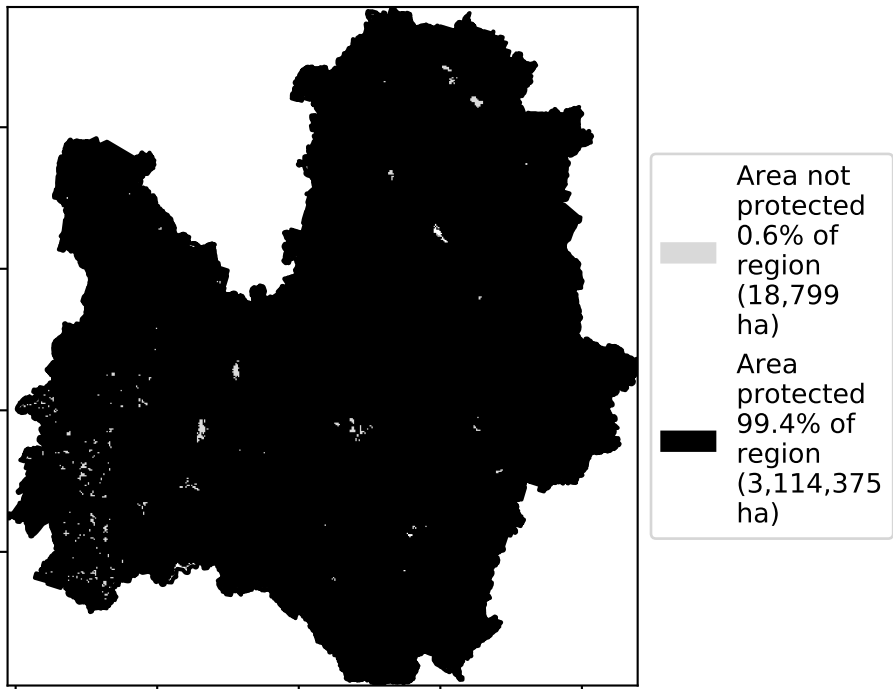 Area not
protected
0.6% of
region
(18,799
ha)
Area
protected
99.4% of
region
(3,114,375
ha)